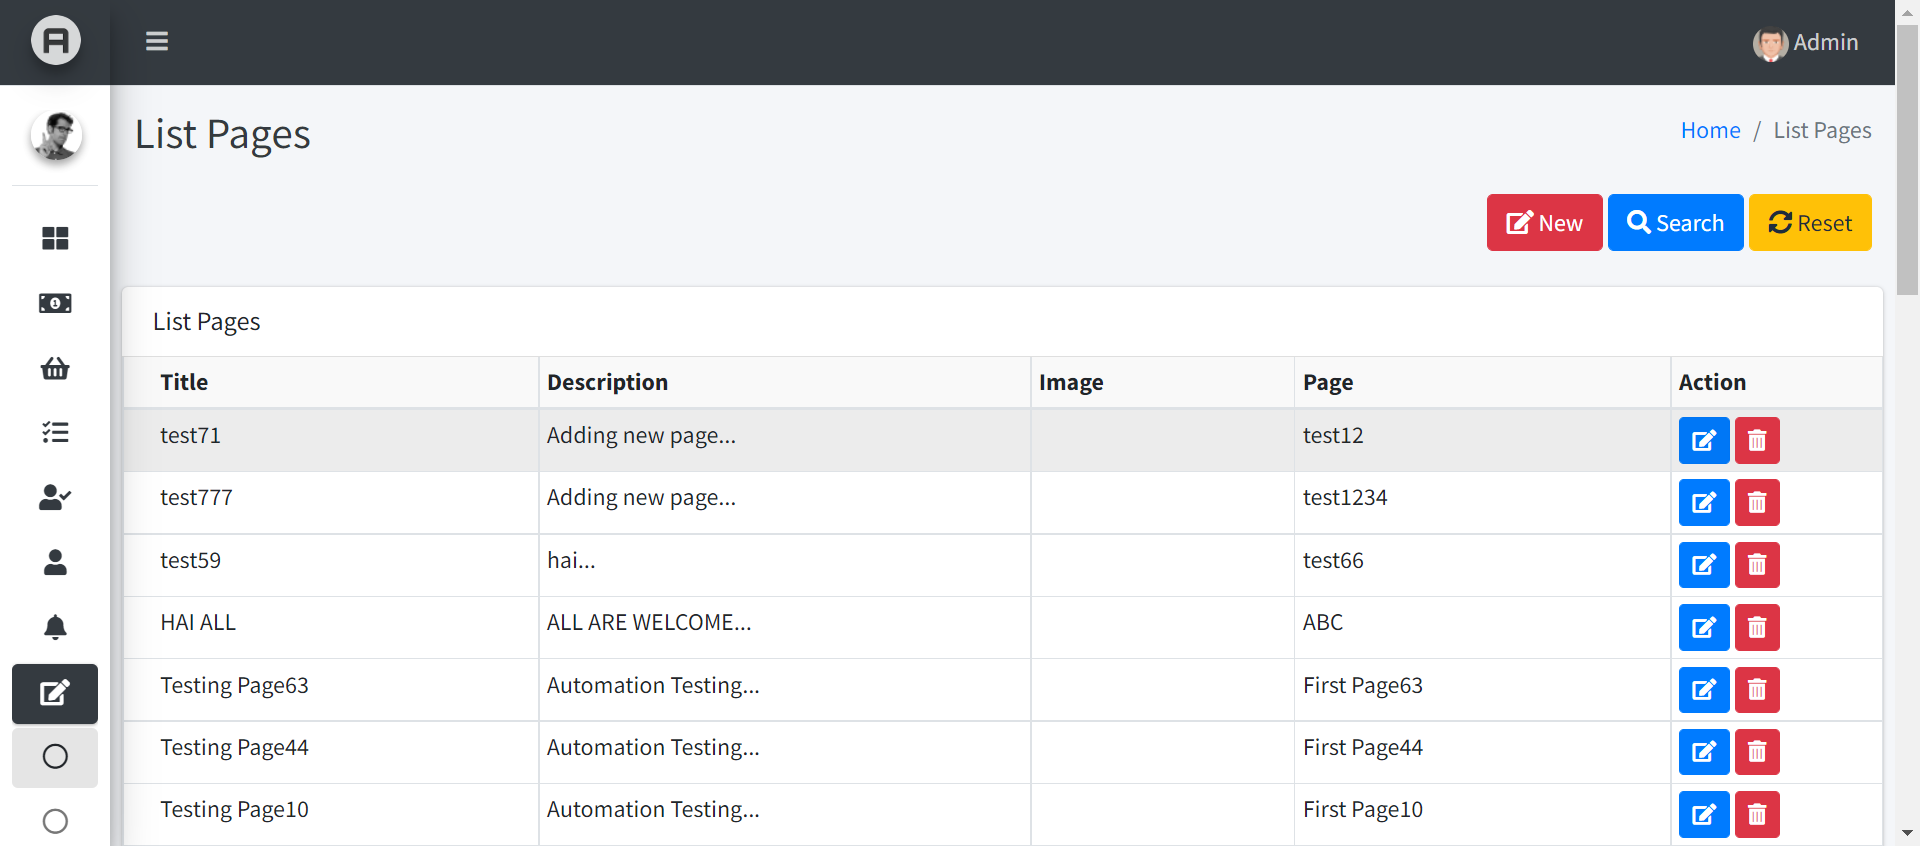 Admin
List Pages
Home / List Pages
New Search Reset
List Pages
Title Description Image Page Action
test71 Adding new page... test12
test777 Adding new page... test1234
test59 hai... test66
HAI ALL ALL ARE WELCOME... ABC
Testing Page63 Automation Testing... First Page63
Testing Page44 Automation Testing... First Page44
Testing Page10 Automation Testing... First Page10